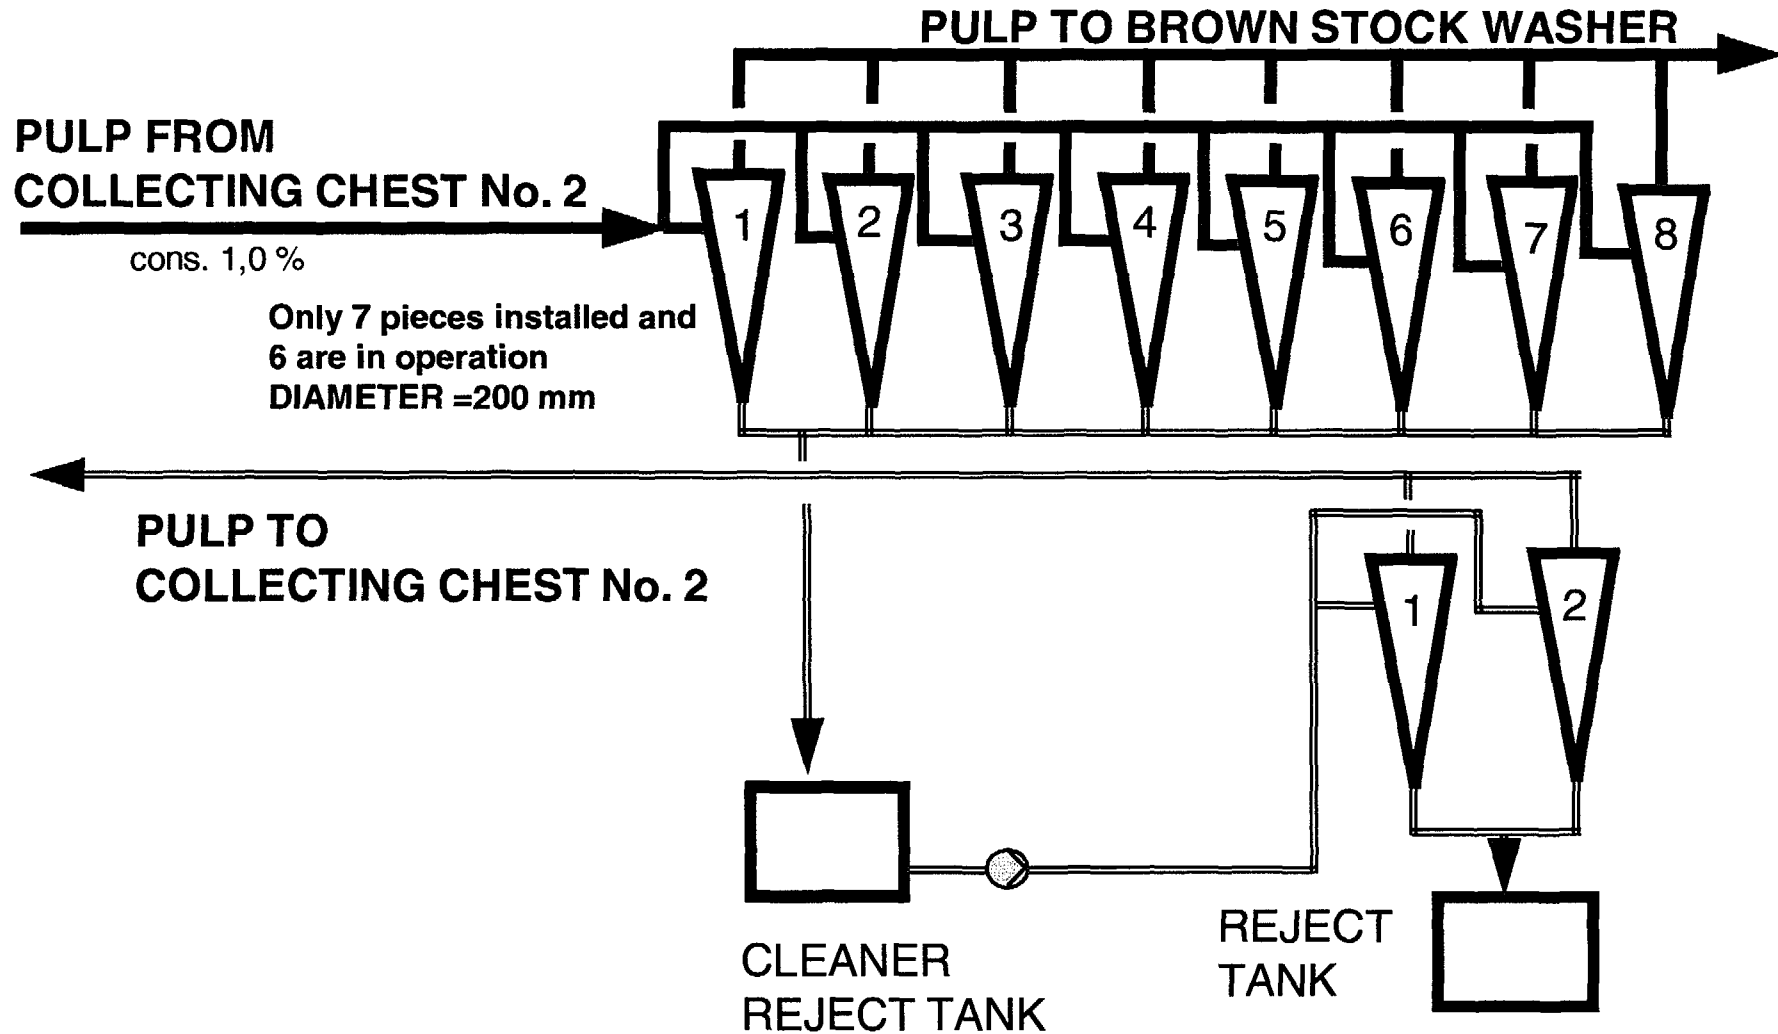 PULP TO BROWN STOCK WASHER
PULP FROM
COLLECTING CHEST No. 2
cons. 1,0 %
Only 7 pieces installed and
6 are in operation
DIAMETER =200 mm
1
2
3
4
5
6
7
8
PULP TO
COLLECTING CHEST No. 2
1
2
CLEANER
REJECT TANK
REJECT
TANK